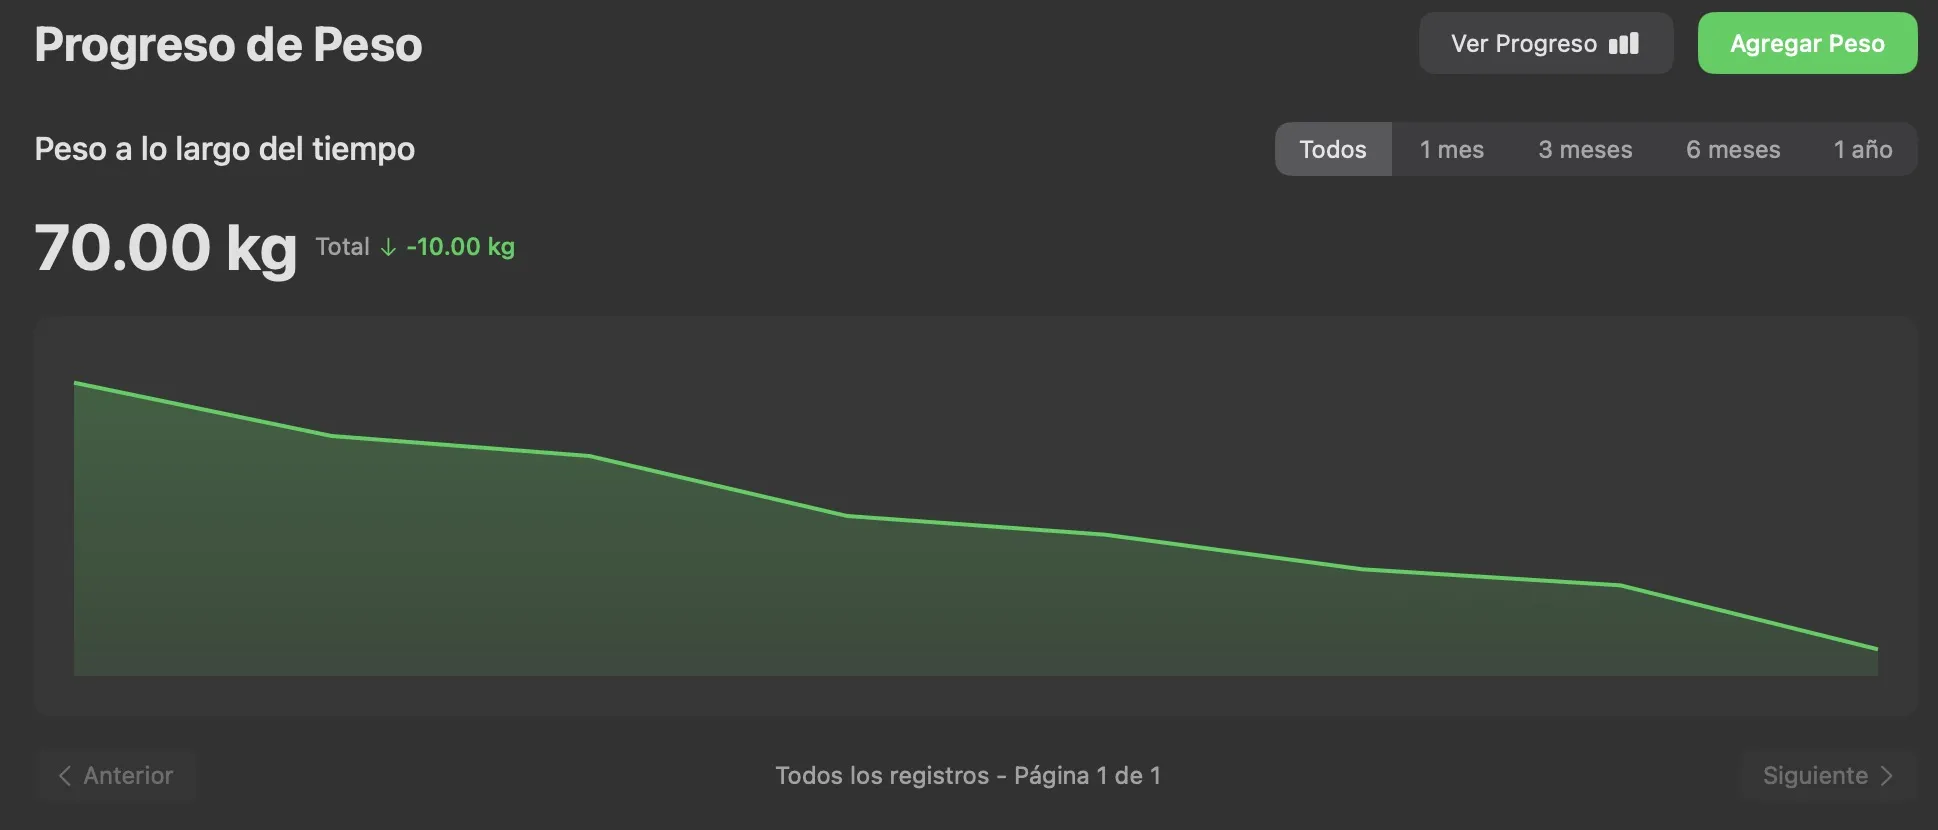 Progreso de Peso
Ver Progreso
Agregar Peso
Peso a lo largo del tiempo
Todos
1 mes
3 meses
6 meses
1 año
70.00 kg Total ↓ -10.00 kg
Anterior
Todos los registros - Página 1 de 1
Siguiente